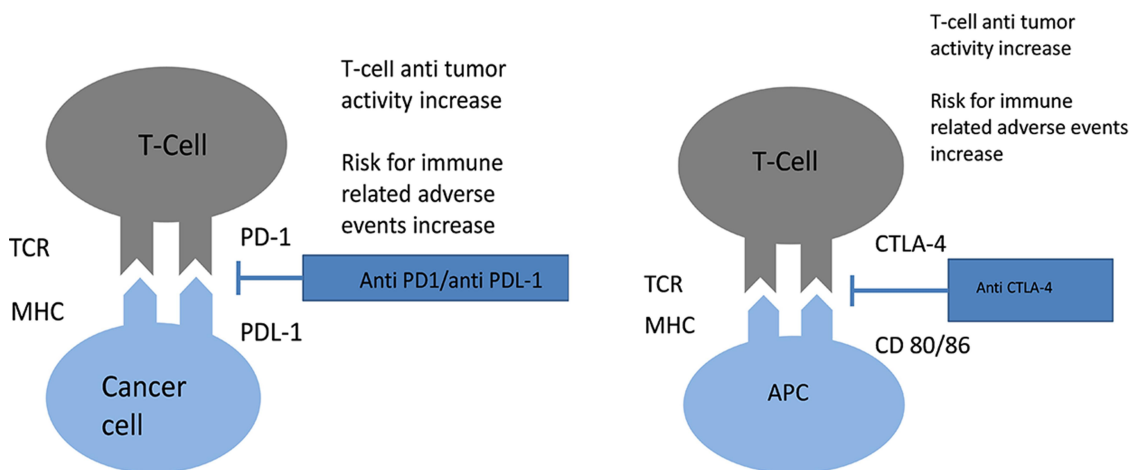 T-cell anti tumor
activity increase
T-Cell
Risk for immune
related adverse
events increase
TCR
PD-1
Anti PD1/anti PDL-1
MHC
PDL-1
Cancer
cell
T-cell anti tumor
activity increase
Risk for immune
related adverse events
increase
T-Cell
CTLA-4
TCR
Anti CTLA-4
MHC
CD 80/86
APC